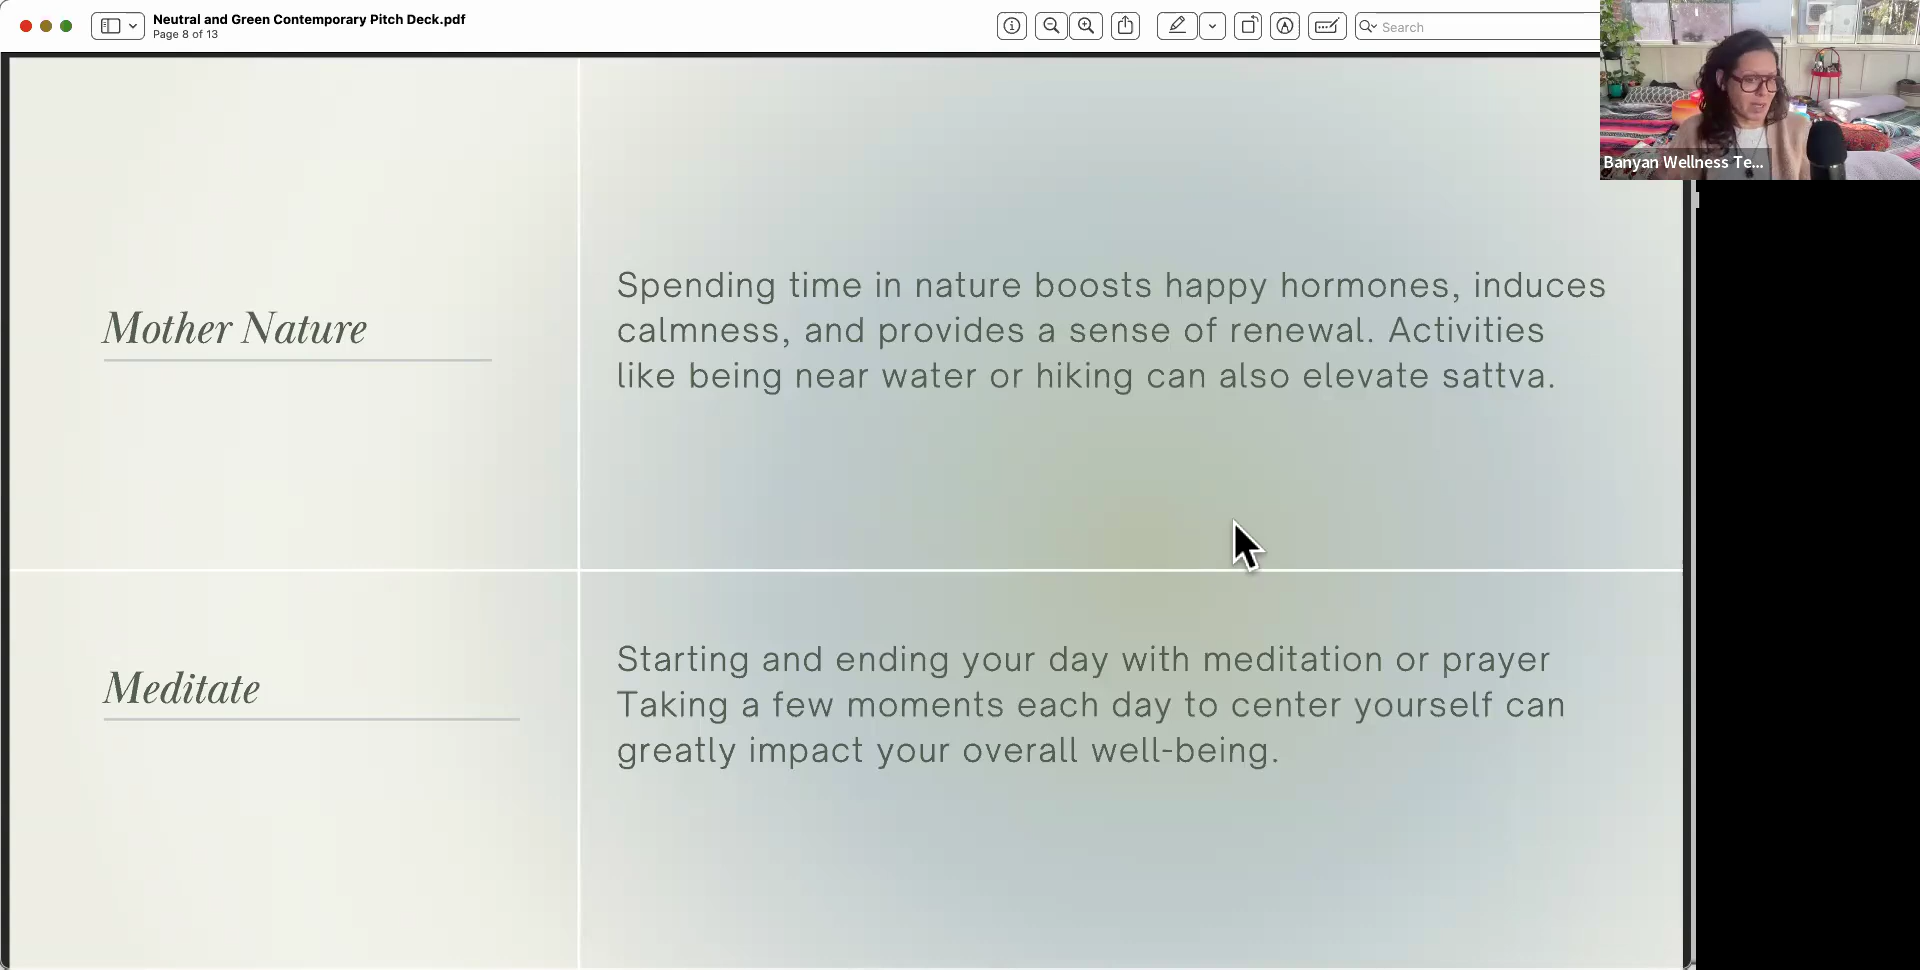 Neutral and Green Contemporary Pitch Deck.pdf
Page 8 of 13
Search
Banyan Wellness Te...
Mother Nature
Spending time in nature boosts happy hormones, induces
calmness, and provides a sense of renewal. Activities
like being near water or hiking can also elevate sattva.
Meditate
Starting and ending your day with meditation or prayer
Taking a few moments each day to center yourself can
greatly impact your overall well-being.